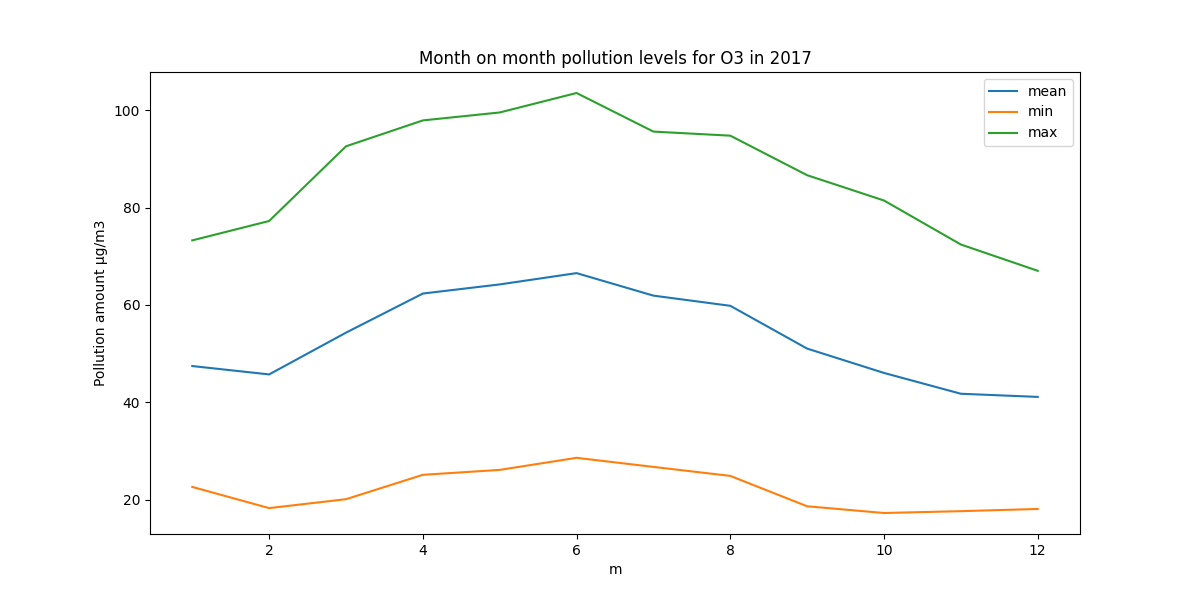 Month on month pollution levels for O3 in 2017
mean
min
max
100
80
60
40
20
Pollution amount µg/m3
2 4 6 8 10 12
m